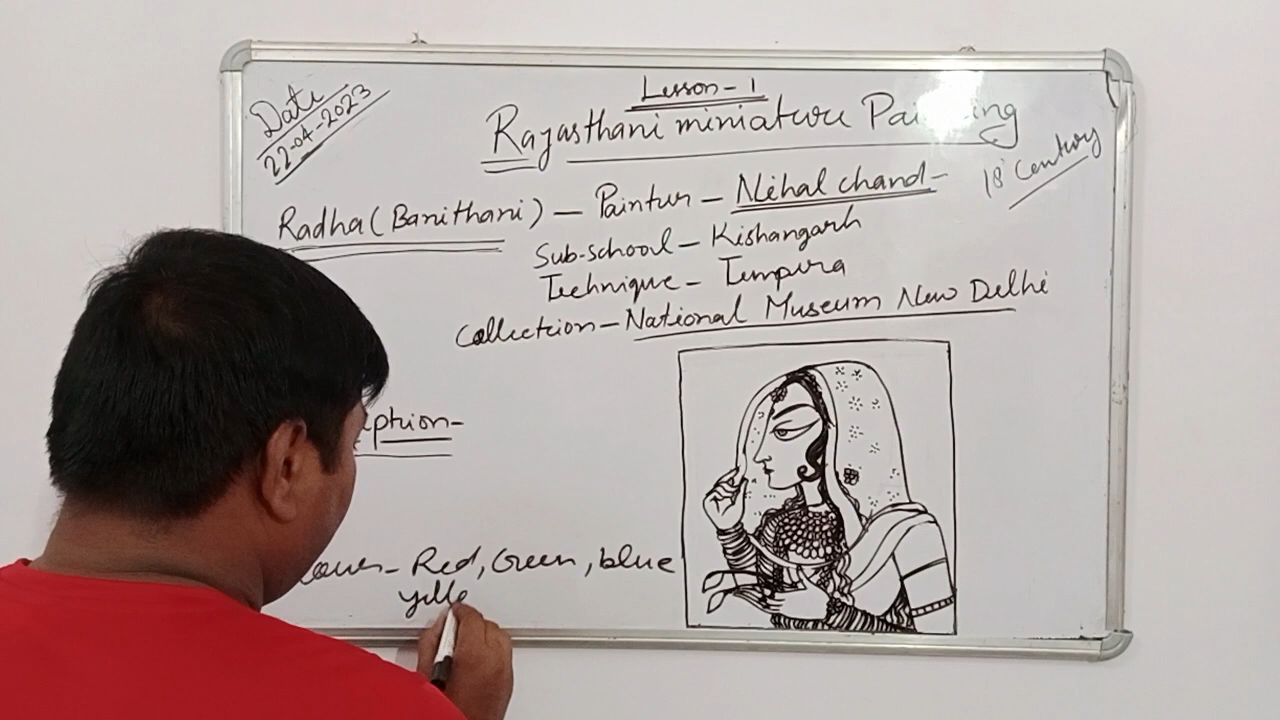 Date
22-04-2023
Lesson-1
Rajasthani miniature Painting
18 Century
Radha (Banithani) - Painter - Nihal chand-
Sub-school - Kishangarh
Technique - Tempera
Collection - National Museum New Delhi
ption-
Red, Green, blue
yello